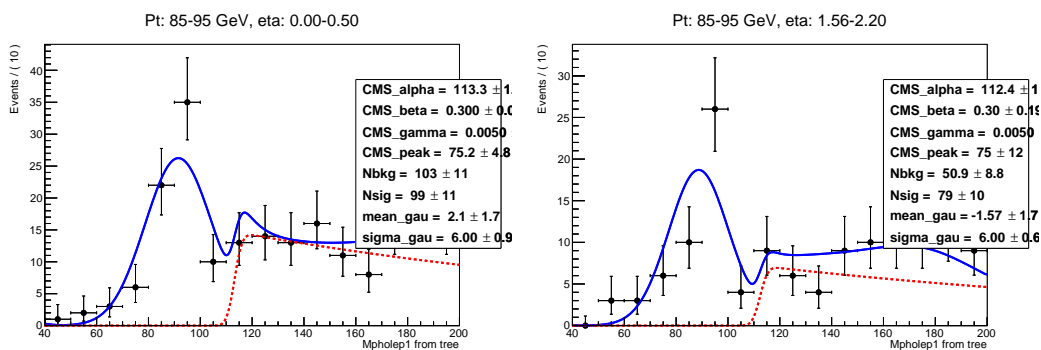 Pt: 85-95 GeV, eta: 0.00-0.50
Events / ( 10 )
40
35
30
25
20
15
10
5
0
40 60 80 100 120 140 160 180 200
Mpholep1 from tree
CMS_alpha = 113.3 ± 1.
CMS_beta = 0.300 ± 0.0
CMS_gamma = 0.0050
CMS_peak = 75.2 ± 4.8
Nbkg = 103 ± 11
Nsig = 99 ± 11
mean_gau = 2.1 ± 1.7
sigma_gau = 6.00 ± 0.9
Pt: 85-95 GeV, eta: 1.56-2.20
Events / ( 10 )
30
25
20
15
10
5
0
40 60 80 100 120 140 160 180 200
Mpholep1 from tree
CMS_alpha = 112.4 ± 1
CMS_beta = 0.30 ± 0.19
CMS_gamma = 0.0050
CMS_peak = 75 ± 12
Nbkg = 50.9 ± 8.8
Nsig = 79 ± 10
mean_gau = -1.57 ± 1.7
sigma_gau = 6.00 ± 0.6